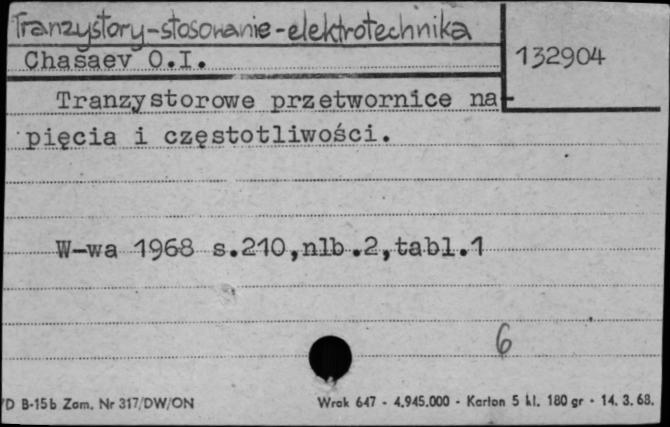 Tranzystory-stosowanie-elektrotechnika
Chasaev O.I.
132904
Tranzystorowe przetwornice na-
pięcia i częstotliwości.
W-wa 1968 s.210,nlb.2,tabl.1
6
D B-15b Zam. Nr 317/DW/ON
Wrak 647 - 4.945.000 - Karton 5 kl. 180 gr - 14. 3. 68.